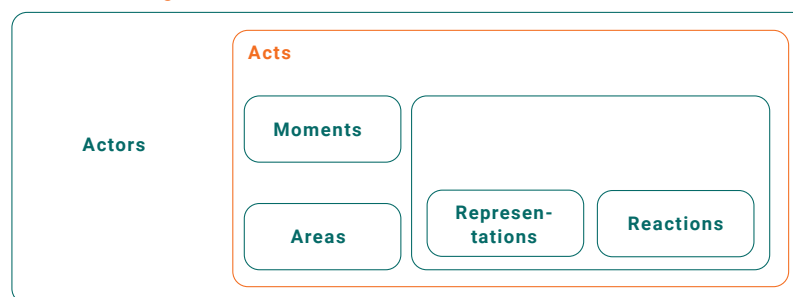 Acts
Moments
Actors
Represen-
tations
Reactions
Areas